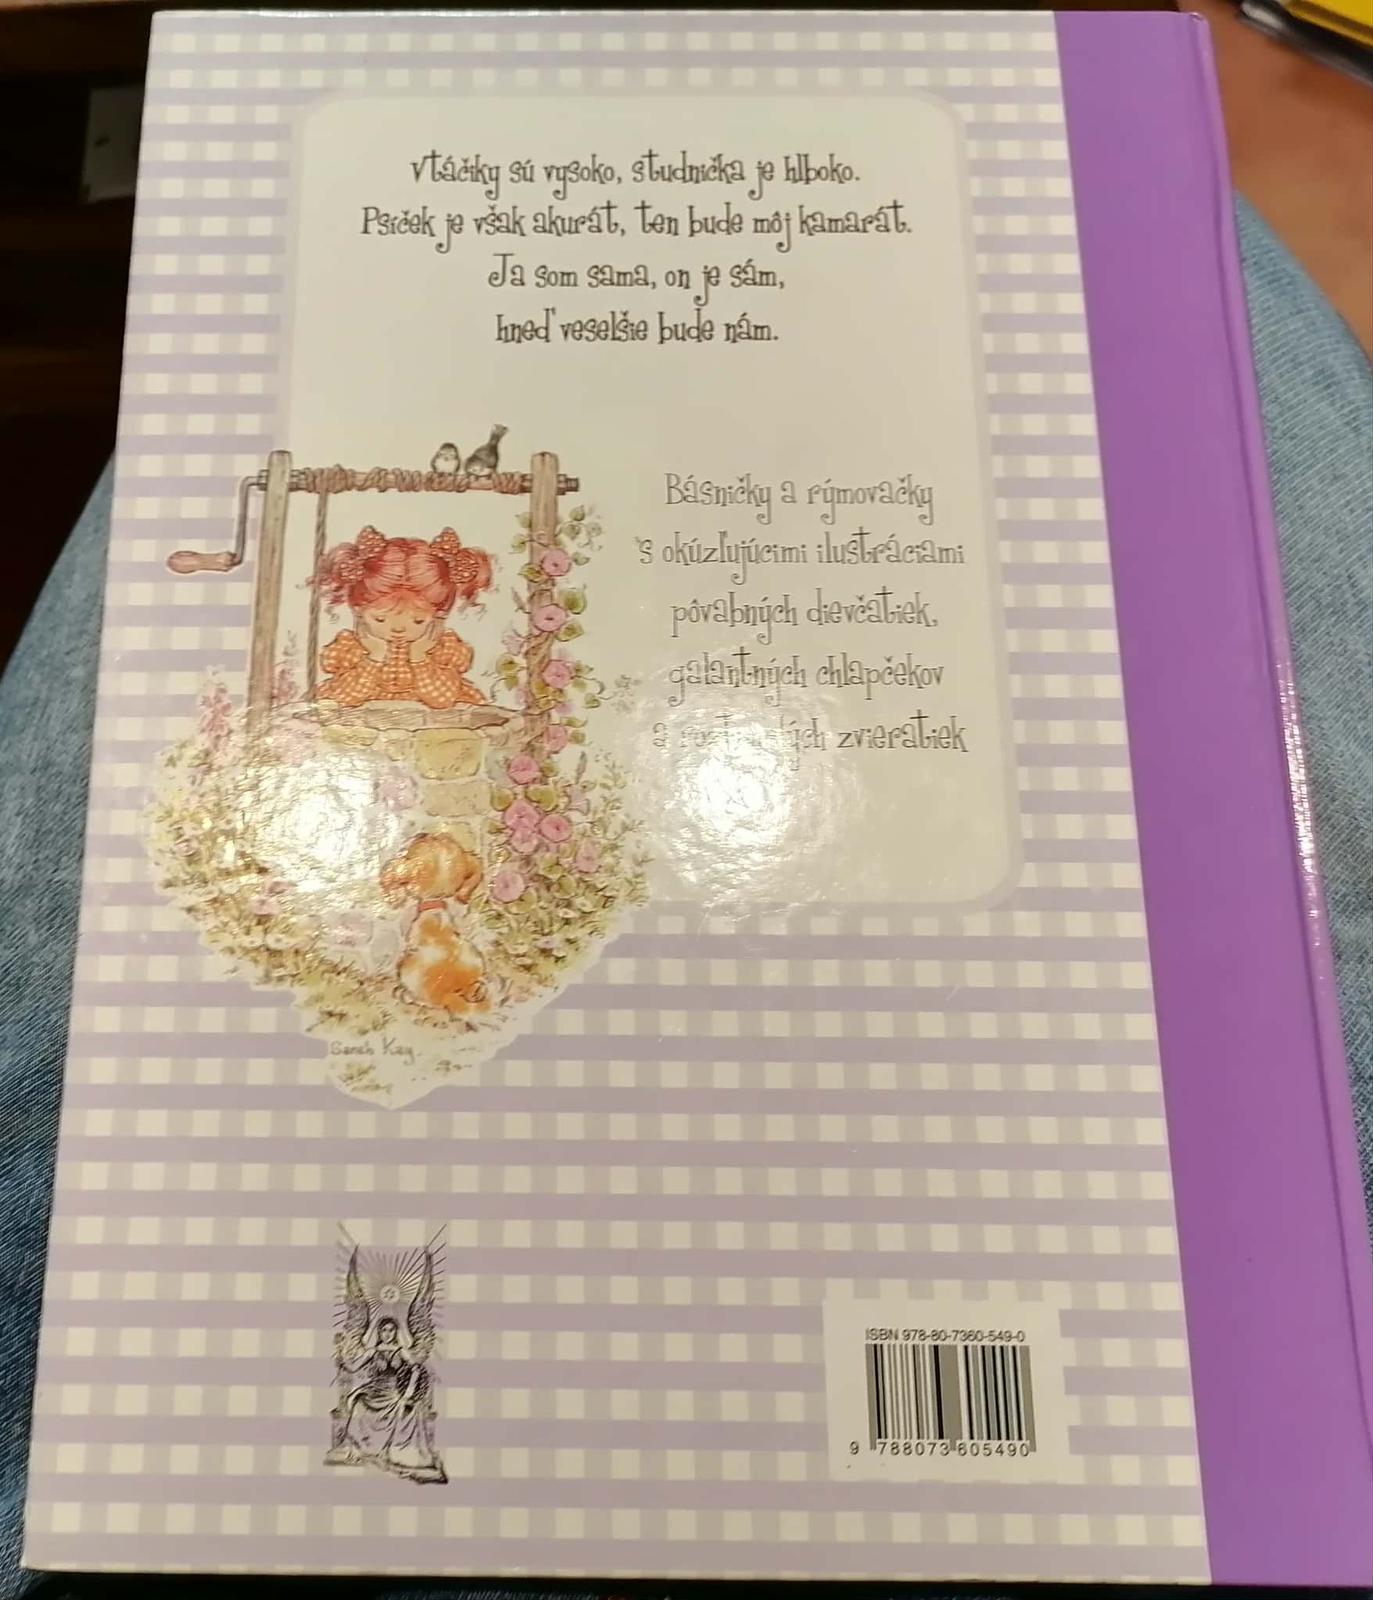 Vtáčiky sú vysoko, studnička je hlboko.
Psíček je však akurát, ten bude môj kamarát.
Ja som sama, on je sám,
hneď veselšie bude nám.
Básničky a rýmovačky
s okúzľujúcimi ilustráciami
pôvabných dievčatiek,
galantných chlapčekov
a zvieratiek
Sarah Kay.
ISBN 978-80-7360-549-0
9 788073 605490